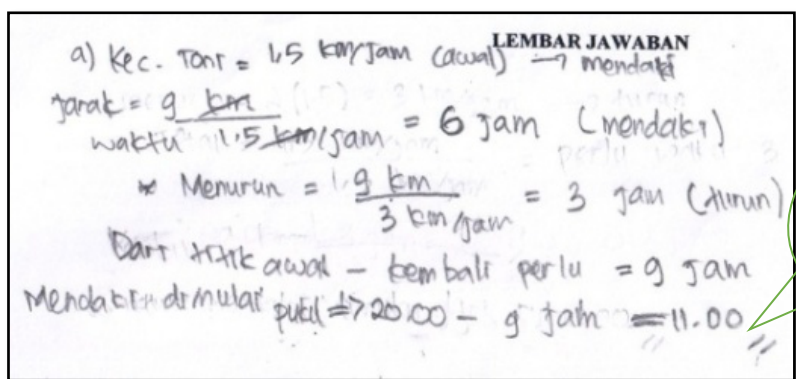 LEMBAR JAWABAN
a) Kec. Toni = 1,5 km/jam (awal) → mendaki
jarak = 9 km
waktu 1.5 km/jam = 6 jam (mendaki)
* Menurun = 9 km
3 km/jam = 3 jam (turun)
Dari titik awal - kembali perlu = 9 jam
Mendaki dimulai pukul => 20.00 - 9 jam = 11.00 //